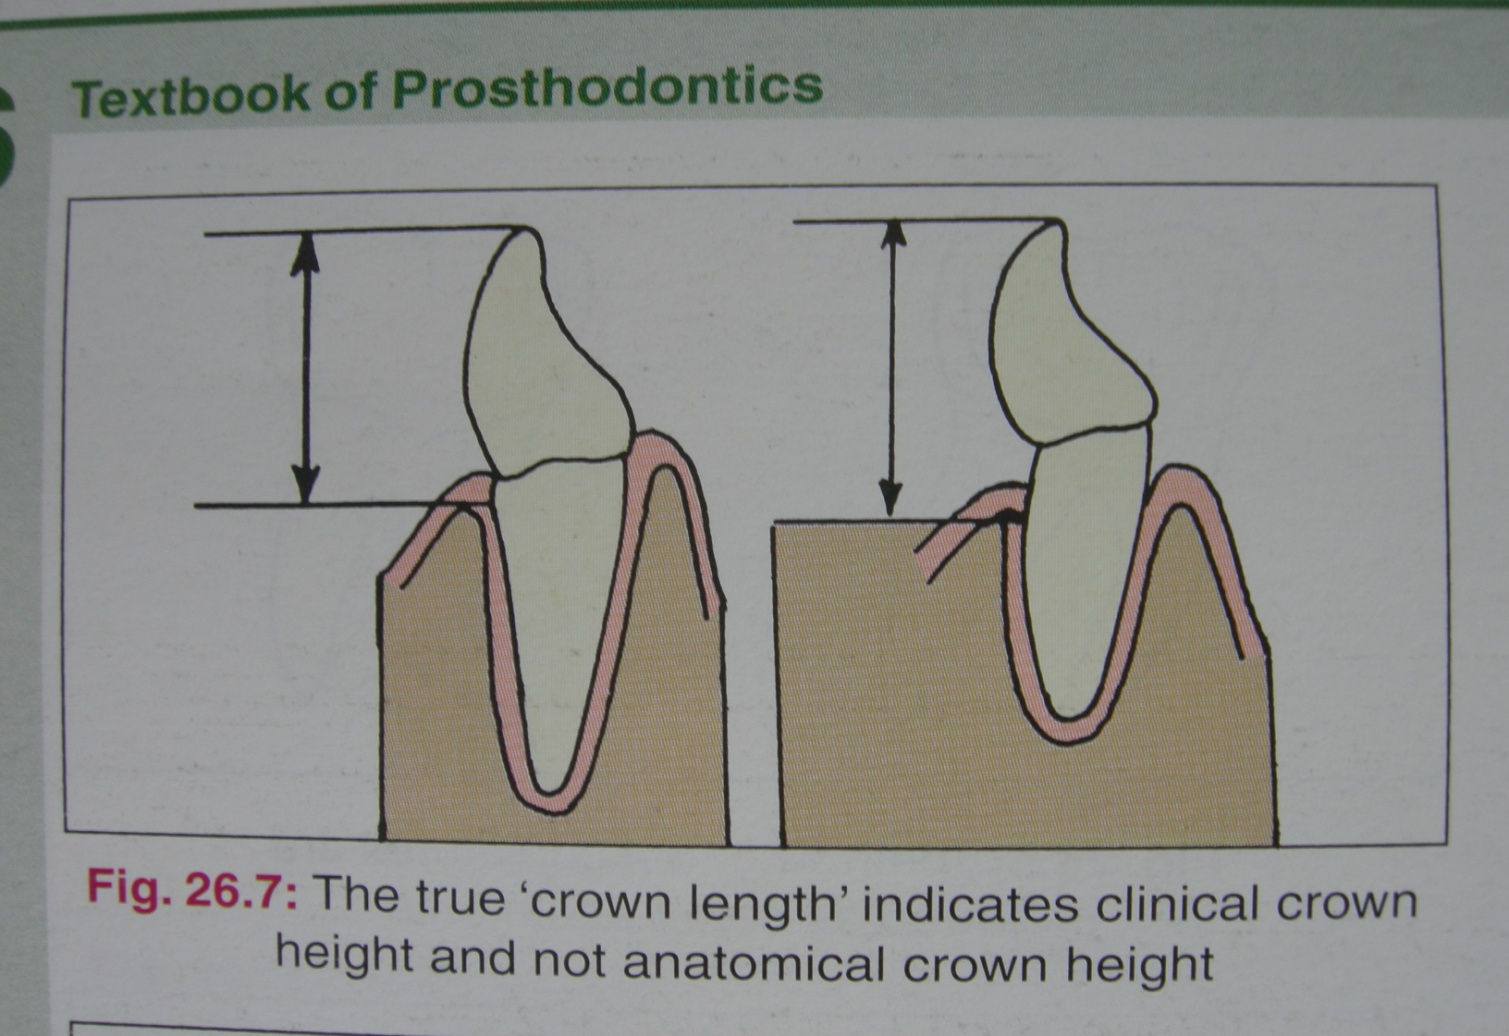 Textbook of Prosthodontics
Fig. 26.7: The true ‘crown length’ indicates clinical crown
height and not anatomical crown height